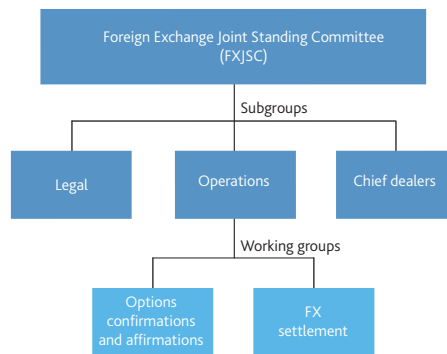 Foreign Exchange Joint Standing Committee
(FXJSC)
Subgroups
Legal
Operations
Chief dealers
Working groups
Options
confirmations
and affirmations
FX
settlement